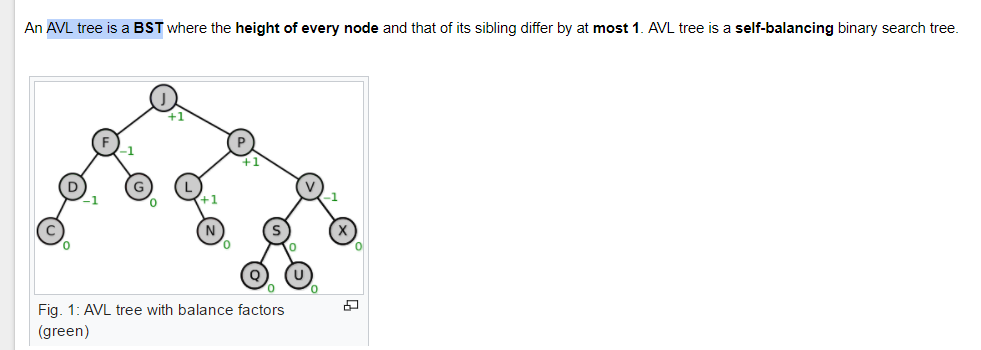 An AVL tree is a BST where the height of every node and that of its sibling differ by at most 1. AVL tree is a self-balancing binary search tree.
J
+1
F
-1
P
+1
D
-1
G
0
L
+1
V
-1
C
0
N
0
S
0
X
0
Q
0
U
0
Fig. 1: AVL tree with balance factors
(green)